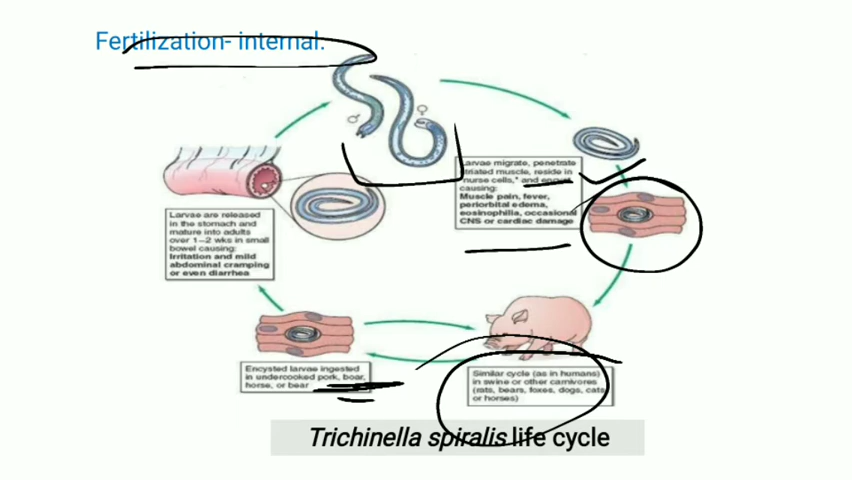 Fertilization- internal.
♂
♀
Larvae migrate, penetrate
striated muscle, reside in
"nurse cells," and encyst
causing:
Muscle pain, fever,
periorbital edema,
eosinophilia, occasional
CNS or cardiac damage
Larvae are released
in the stomach and
mature into adults
over 1–2 wks in small
bowel causing:
Irritation and mild
abdominal cramping
or even diarrhea
Encysted larvae ingested
in undercooked pork, boar,
horse, or bear
Similar cycle (as in humans)
in swine or other carnivores
(rats, bears, foxes, dogs, cats
or horses)
Trichinella spiralis life cycle